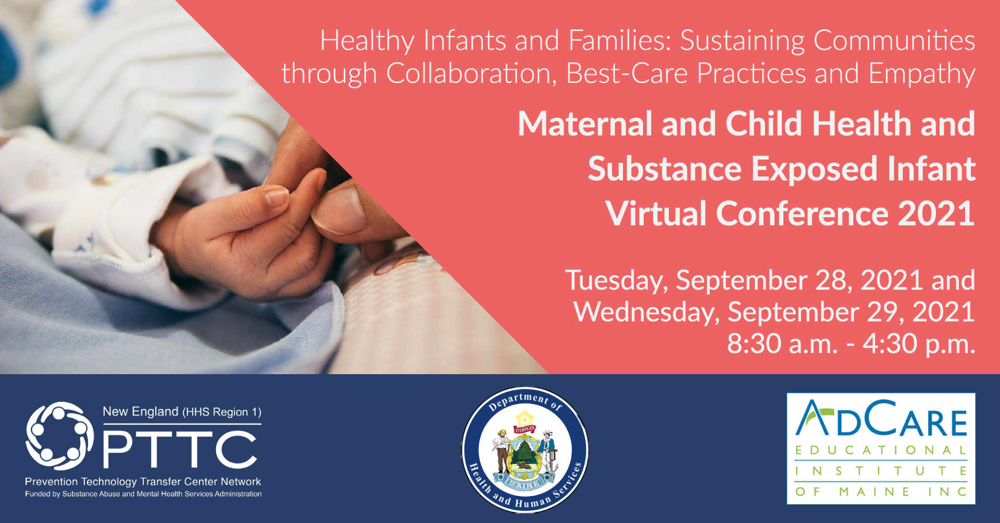 Healthy Infants and Families: Sustaining Communities
through Collaboration, Best-Care Practices and Empathy
Maternal and Child Health and
Substance Exposed Infant
Virtual Conference 2021
Tuesday, September 28, 2021 and
Wednesday, September 29, 2021
8:30 a.m. - 4:30 p.m.
New England (HHS Region 1)
PTTC
Prevention Technology Transfer Center Network
Funded by Substance Abuse and Mental Health Services Administration
Department of
DIRIGO
MAINE
Health and Human Services
ADCARE
EDUCATIONAL
INSTITUTE
OF MAINE INC